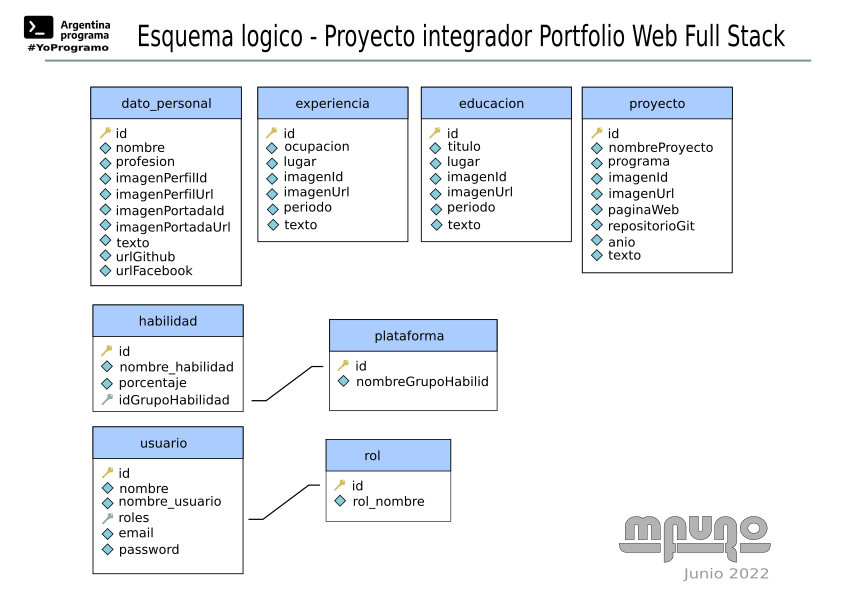 Argentina
programa
#YoProgramo
Esquema logico - Proyecto integrador Portfolio Web Full Stack
dato_personal
id
nombre
profesion
imagenPerfilId
imagenPerfilUrl
imagenPortadaId
imagenPortadaUrl
texto
urlGithub
urlFacebook
experiencia
id
ocupacion
lugar
imagenId
imagenUrl
periodo
texto
educacion
id
titulo
lugar
imagenId
imagenUrl
periodo
texto
proyecto
id
nombreProyecto
programa
imagenId
imagenUrl
paginaWeb
repositorioGit
anio
texto
habilidad
id
nombre_habilidad
porcentaje
idGrupoHabilidad
plataforma
id
nombreGrupoHabilid
usuario
id
nombre
nombre_usuario
roles
email
password
rol
id
rol_nombre
mauro
Junio 2022